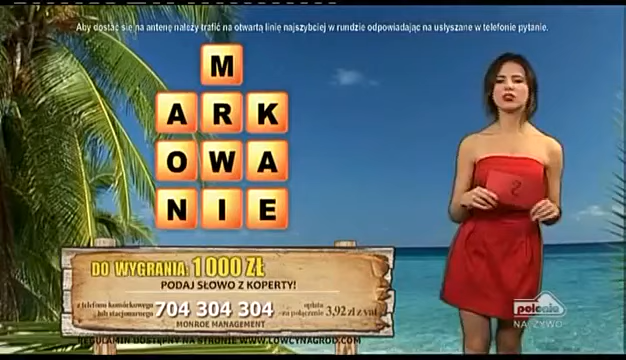 Aby dostać się na antenę należy trafić na otwartą linię najszybciej w rundzie odpowiadając na usłyszane w telefonie pytanie.
M
A R K
O W A
N I E
DO WYGRANIA: 1 000 ZŁ
PODAJ SŁOWO Z KOPERTY!
z telefonu komórkowego lub stacjonarnego 704 304 304 opłata za połączenie 3,92 zł z vat
MONROE MANAGEMENT
REGULAMIN DOSTĘPNY NA STRONIE WWW.LOWCYNAGROD.COM
polonia
NA ŻYWO
?